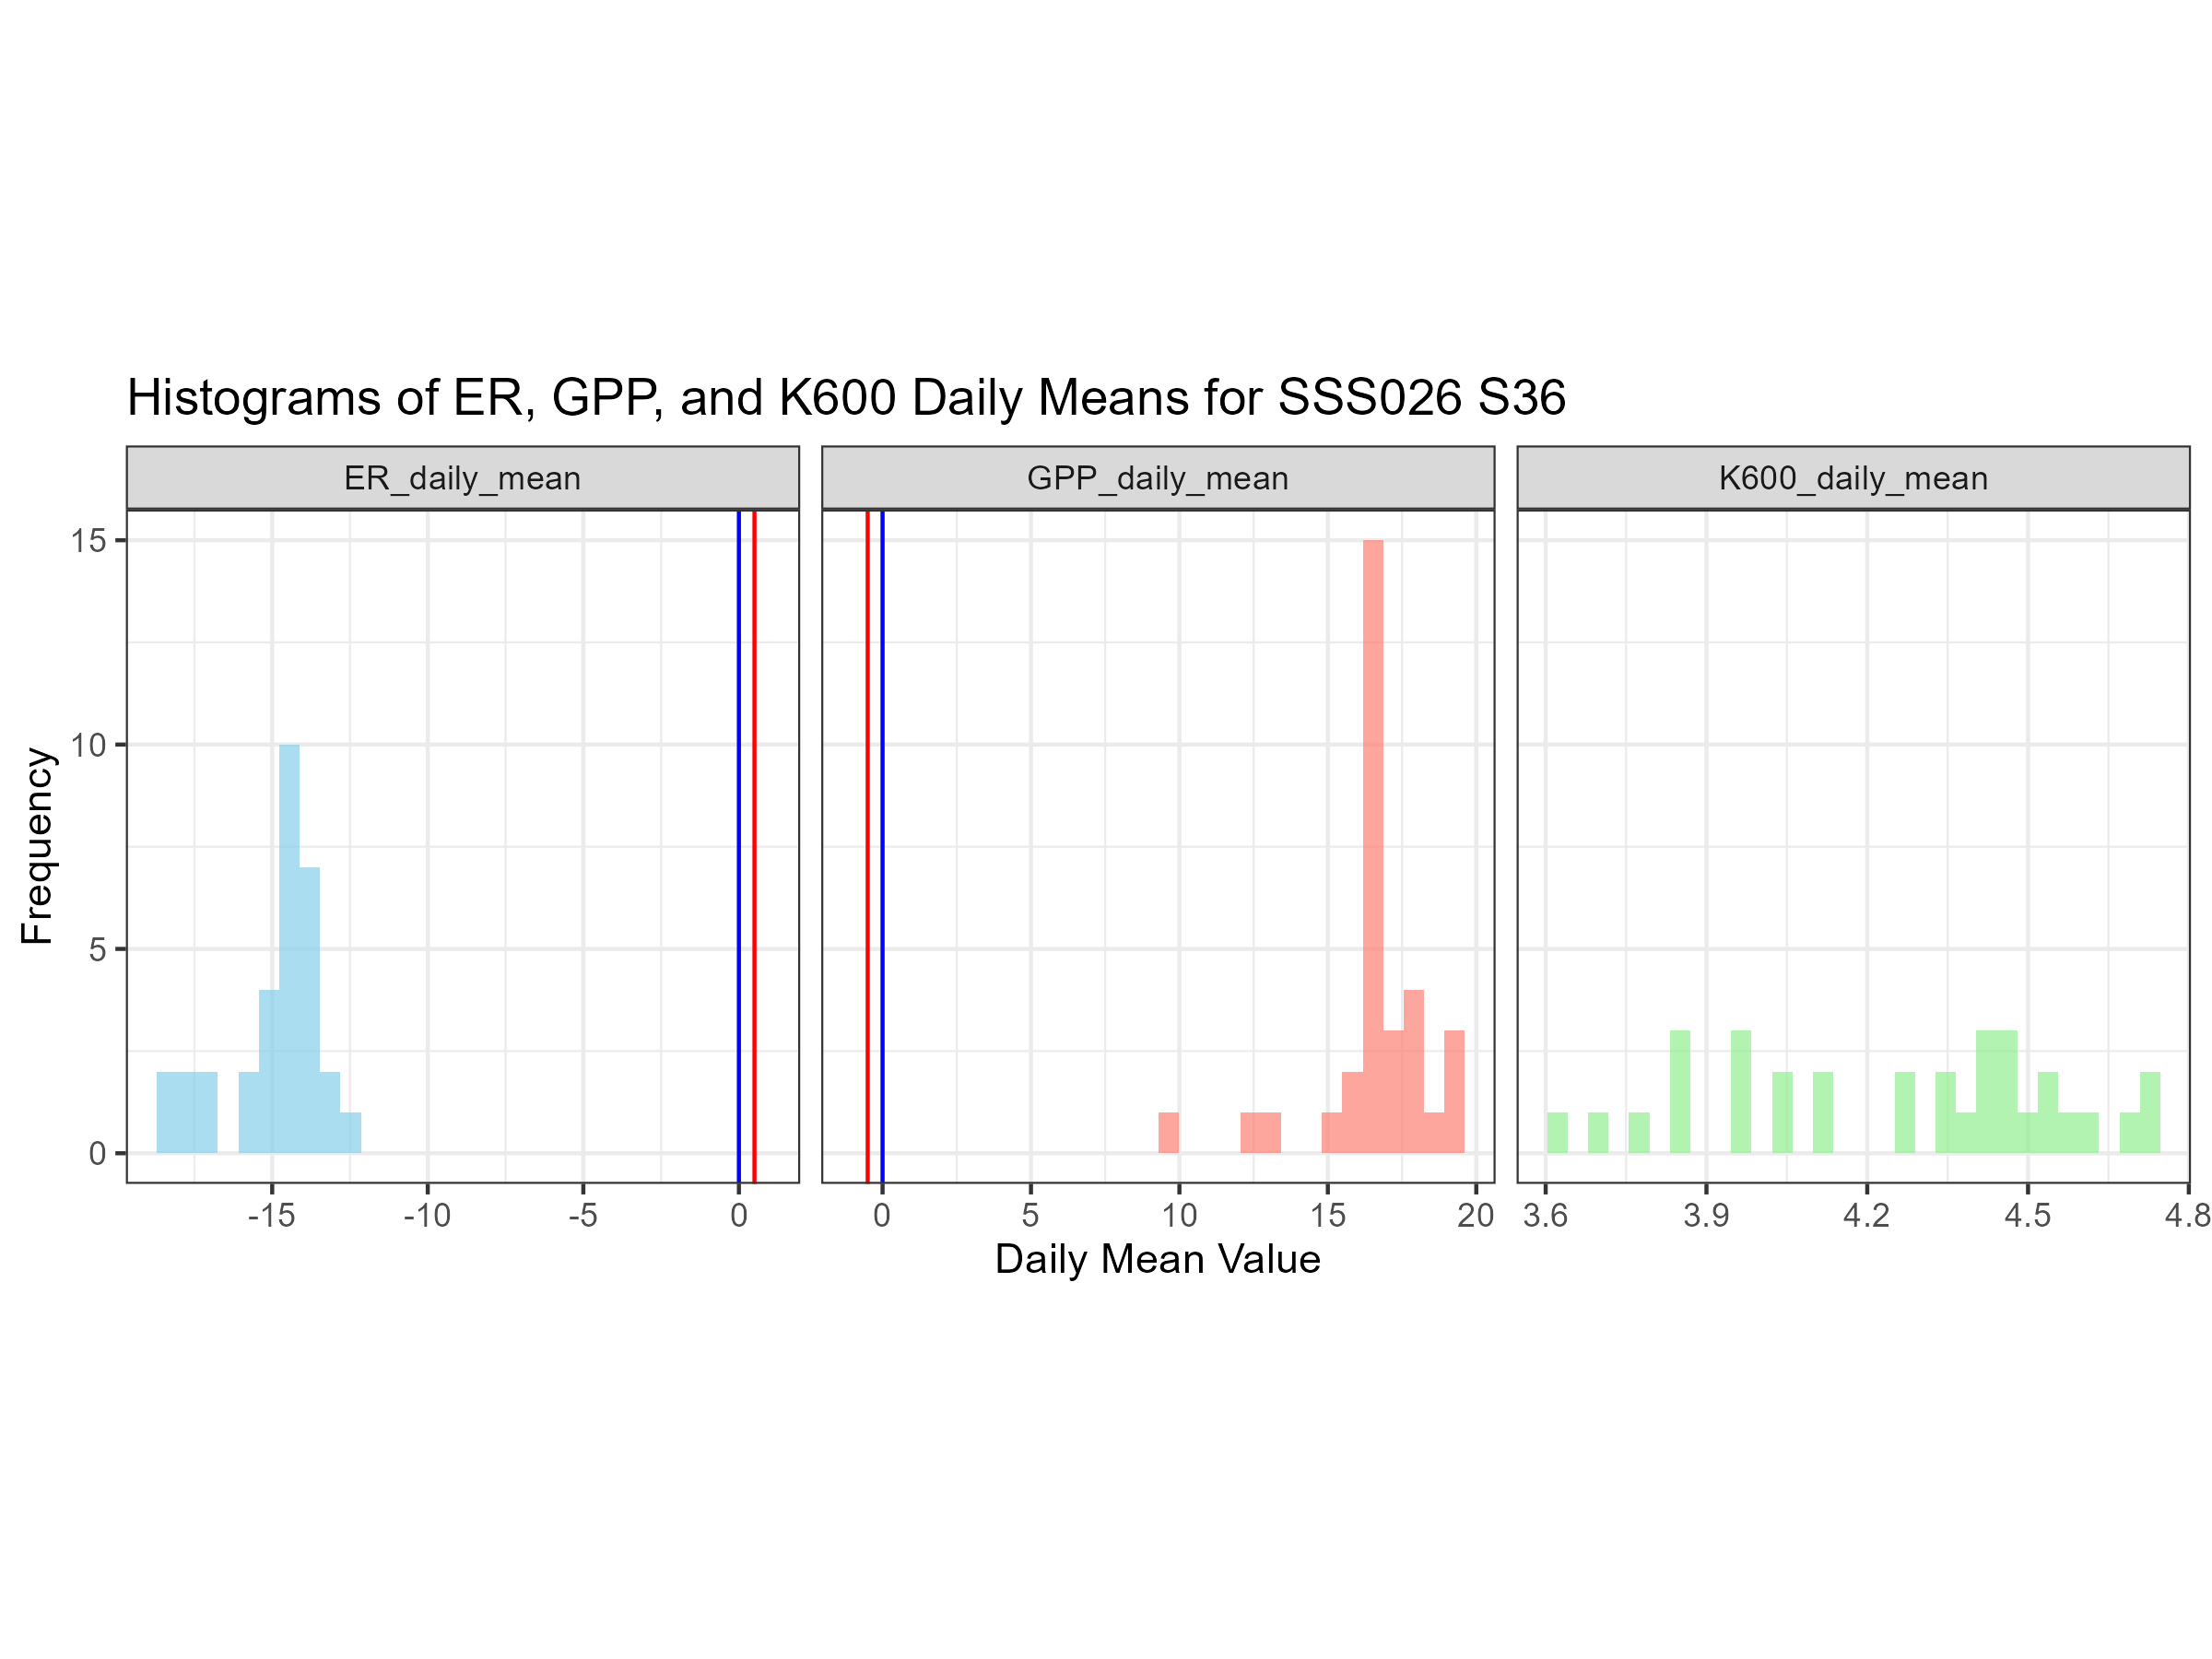 Histograms of ER, GPP, and K600 Daily Means for SSS026 S36
ER_daily_mean GPP_daily_mean K600_daily_mean
15
10
5
0
Frequency
-15 -10 -5 0 0 5 10 15 20 3.6 3.9 4.2 4.5 4.8
Daily Mean Value